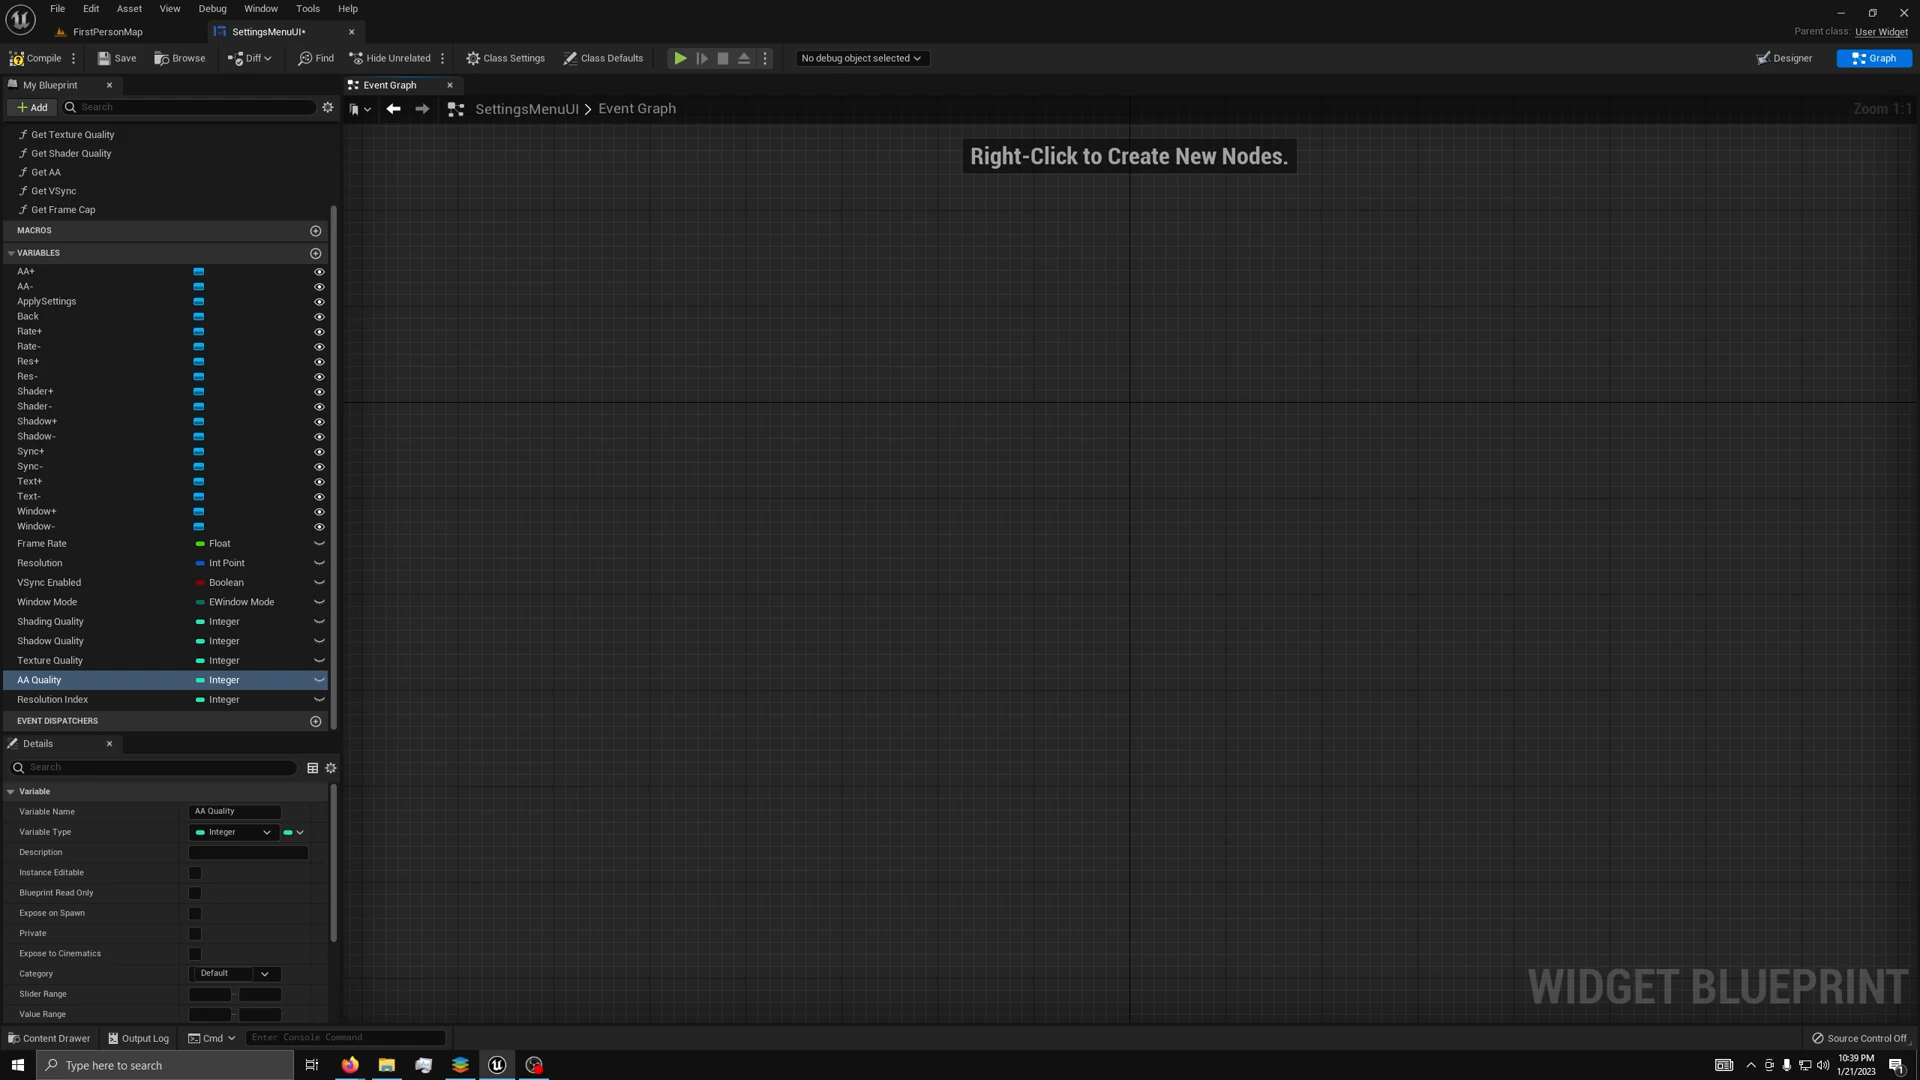 File Edit Asset View Debug Window Tools Help
FirstPersonMap SettingsMenuUI•
Parent class: User Widget
Compile Save Browse Diff Find Hide Unrelated Class Settings Class Defaults No debug object selected Designer Graph
My Blueprint
Event Graph
Add Search
SettingsMenuUI > Event Graph
Zoom 1:1
Right-Click to Create New Nodes.
Get Texture Quality
Get Shader Quality
Get AA
Get VSync
Get Frame Cap
MACROS
VARIABLES
AA+
AA-
ApplySettings
Back
Rate+
Rate-
Res+
Res-
Shader+
Shader-
Shadow+
Shadow-
Sync+
Sync-
Text+
Text-
Window+
Window-
Frame Rate Float
Resolution Int Point
VSync Enabled Boolean
Window Mode EWindow Mode
Shading Quality Integer
Shadow Quality Integer
Texture Quality Integer
AA Quality Integer
Resolution Index Integer
EVENT DISPATCHERS
Details
Search
Variable
Variable Name AA Quality
Variable Type Integer
Description
Instance Editable
Blueprint Read Only
Expose on Spawn
Private
Expose to Cinematics
Category Default
Slider Range
Value Range
WIDGET BLUEPRINT
Content Drawer Output Log Cmd Enter Console Command Source Control Off
Type here to search
10:39 PM
1/21/2023
1